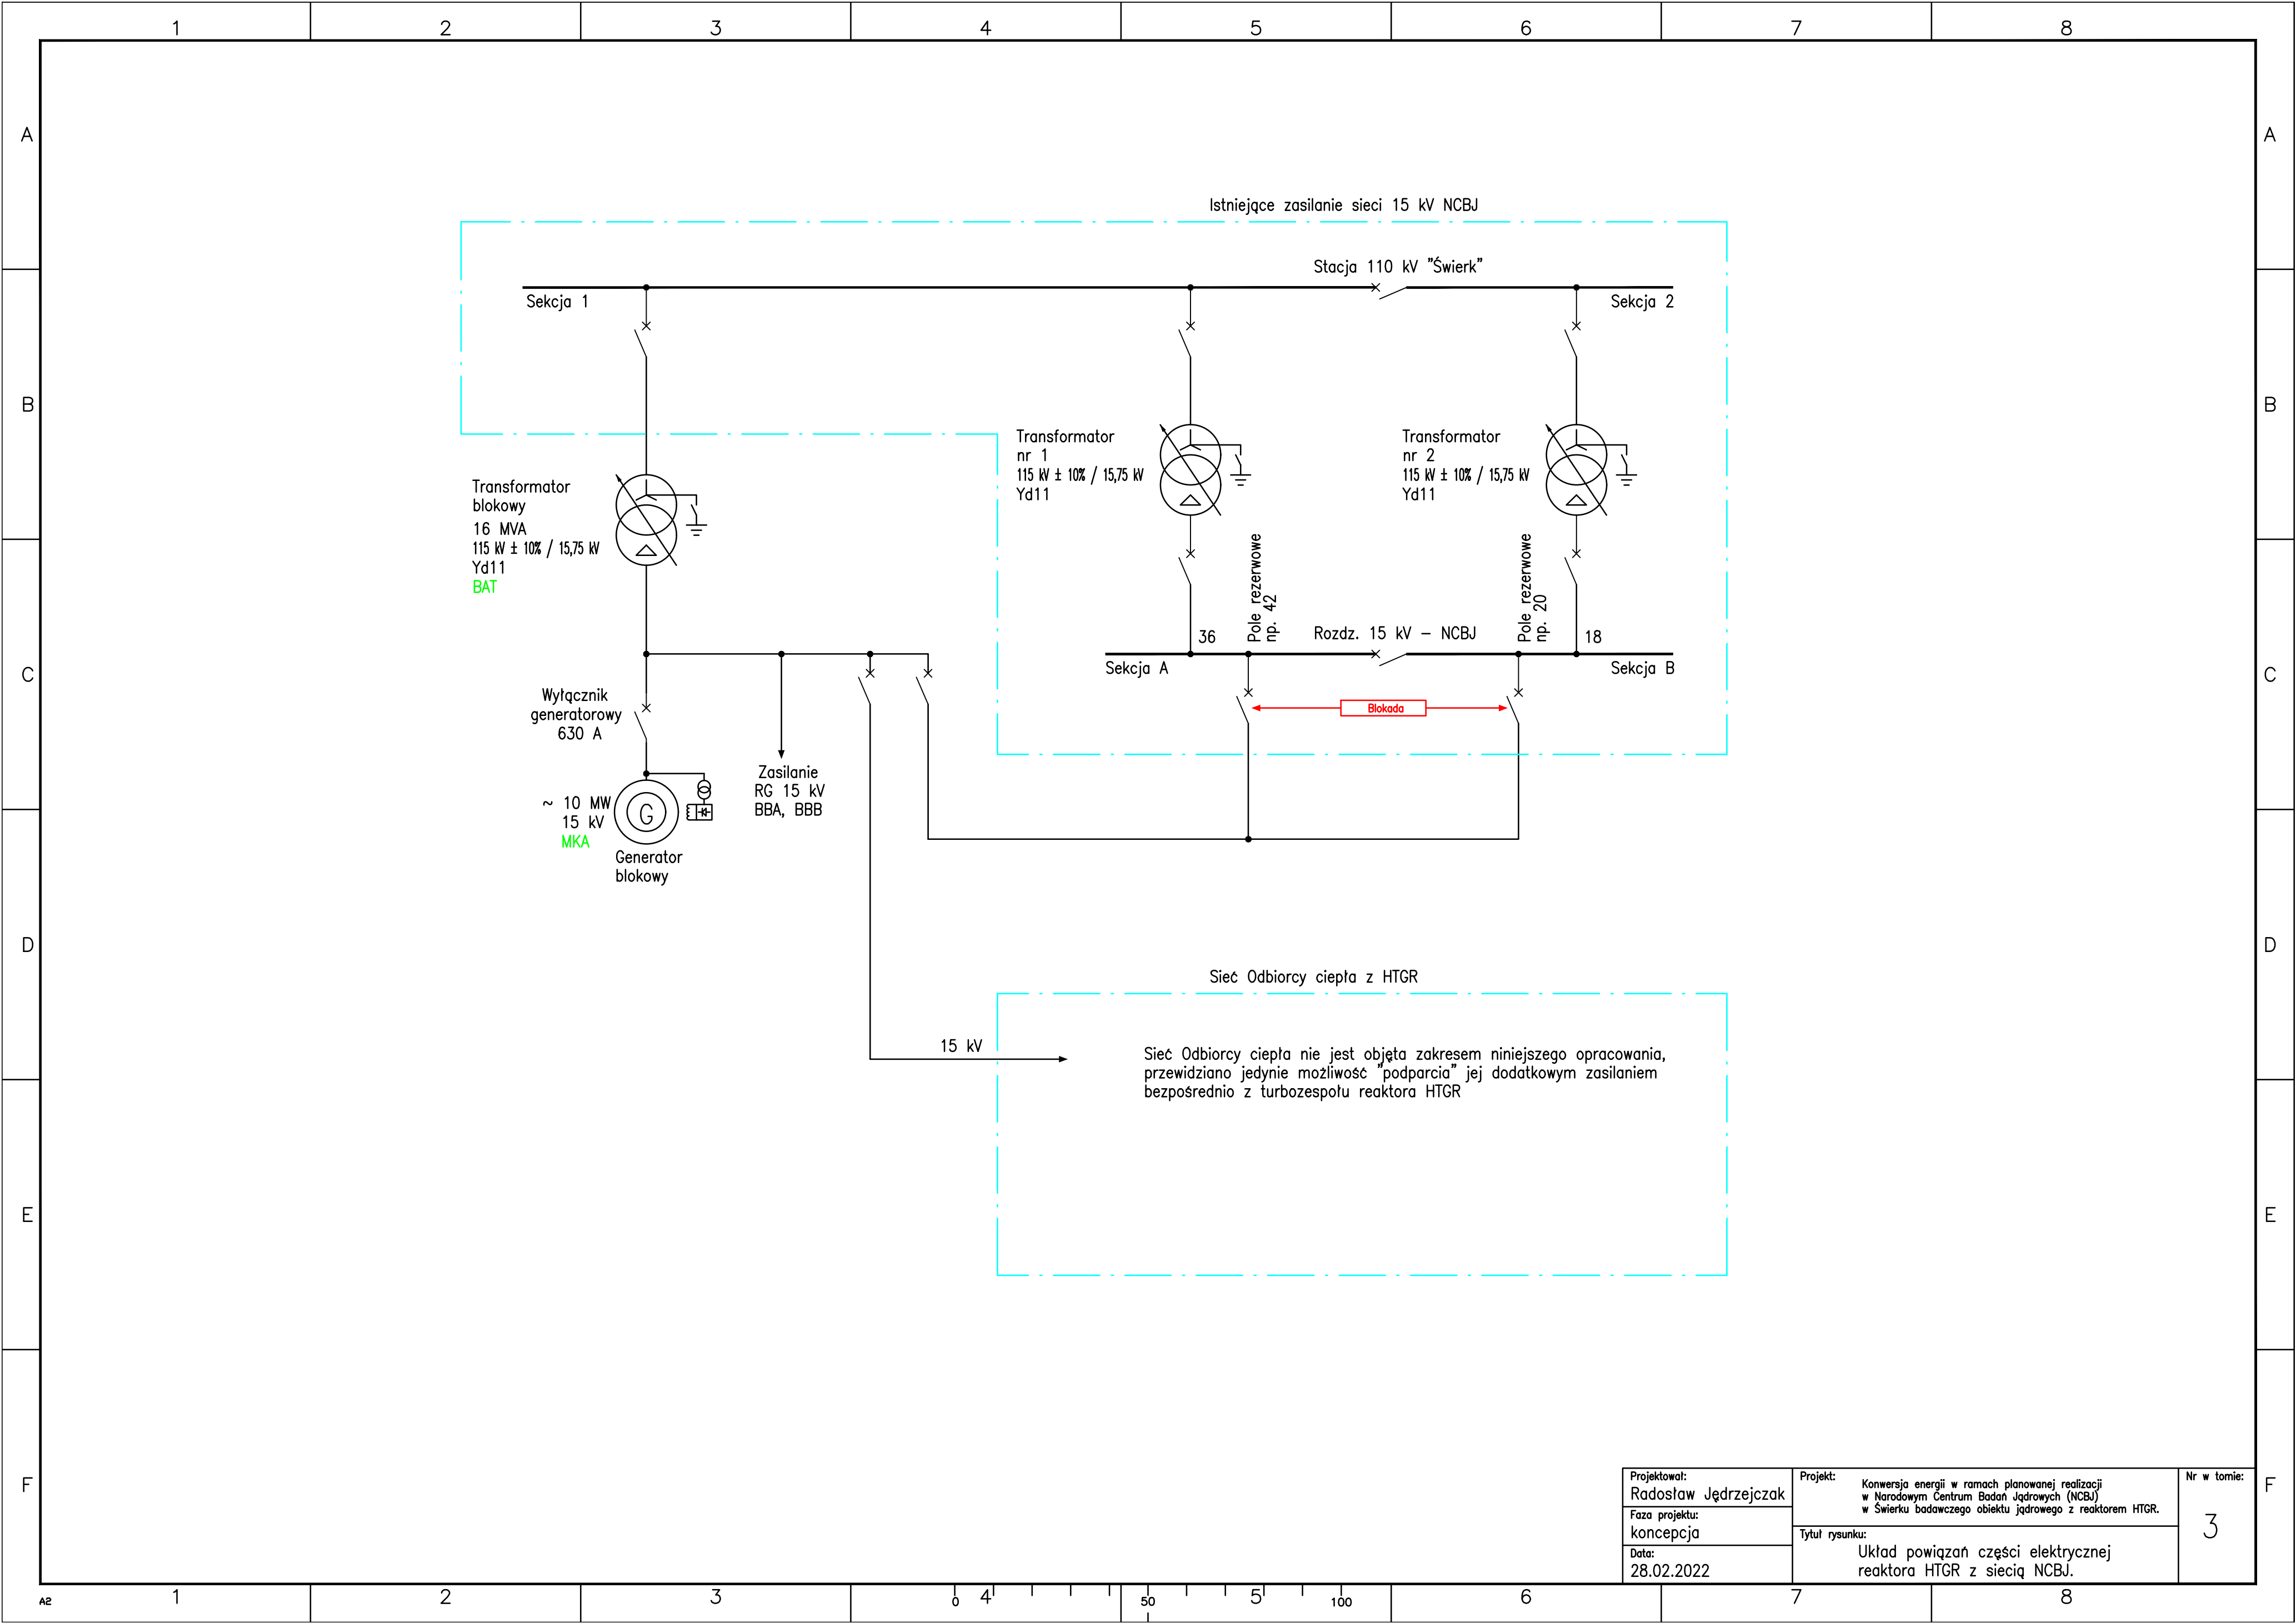 1 2 3 4 5 6 7 8
A A
Istniejące zasilanie sieci 15 kV NCBJ
Stacja 110 kV "Świerk"
Sekcja 1
Sekcja 2
B B
Transformator
blokowy
16 MVA
115 kV ± 10% / 15,75 kV
Yd11
BAT
Transformator
nr 1
115 kV ± 10% / 15,75 kV
Yd11
Transformator
nr 2
115 kV ± 10% / 15,75 kV
Yd11
36
Pole rezerwowe
np. 42
Rozdz. 15 kV – NCBJ
Pole rezerwowe
np. 20
18
Sekcja A
Sekcja B
C C
Blokada
Wyłącznik
generatorowy
630 A
Zasilanie
RG 15 kV
BBA, BBB
~ 10 MW
15 kV
MKA
G
Generator
blokowy
D D
Sieć Odbiorcy ciepła z HTGR
15 kV
Sieć Odbiorcy ciepła nie jest objęta zakresem niniejszego opracowania,
przewidziano jedynie możliwość "podparcia" jej dodatkowym zasilaniem
bezpośrednio z turbozespołu reaktora HTGR
E E
F F
Projektował:
Radosław Jędrzejczak
Faza projektu:
koncepcja
Data:
28.02.2022
Projekt:
Konwersja energii w ramach planowanej realizacji
w Narodowym Centrum Badań Jądrowych (NCBJ)
w Świerku badawczego obiektu jądrowego z reaktorem HTGR.
Tytuł rysunku:
Układ powiązań części elektrycznej
reaktora HTGR z siecią NCBJ.
Nr w tomie:
3
A2
1 2 3 4 5 6 7 8
0 50 100